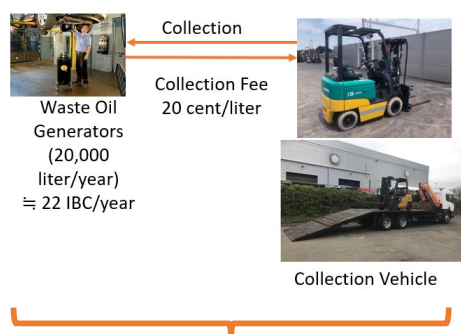 Collection
Collection Fee
20 cent/liter
Waste Oil
Generators
(20,000
liter/year)
≒ 22 IBC/year
Collection Vehicle